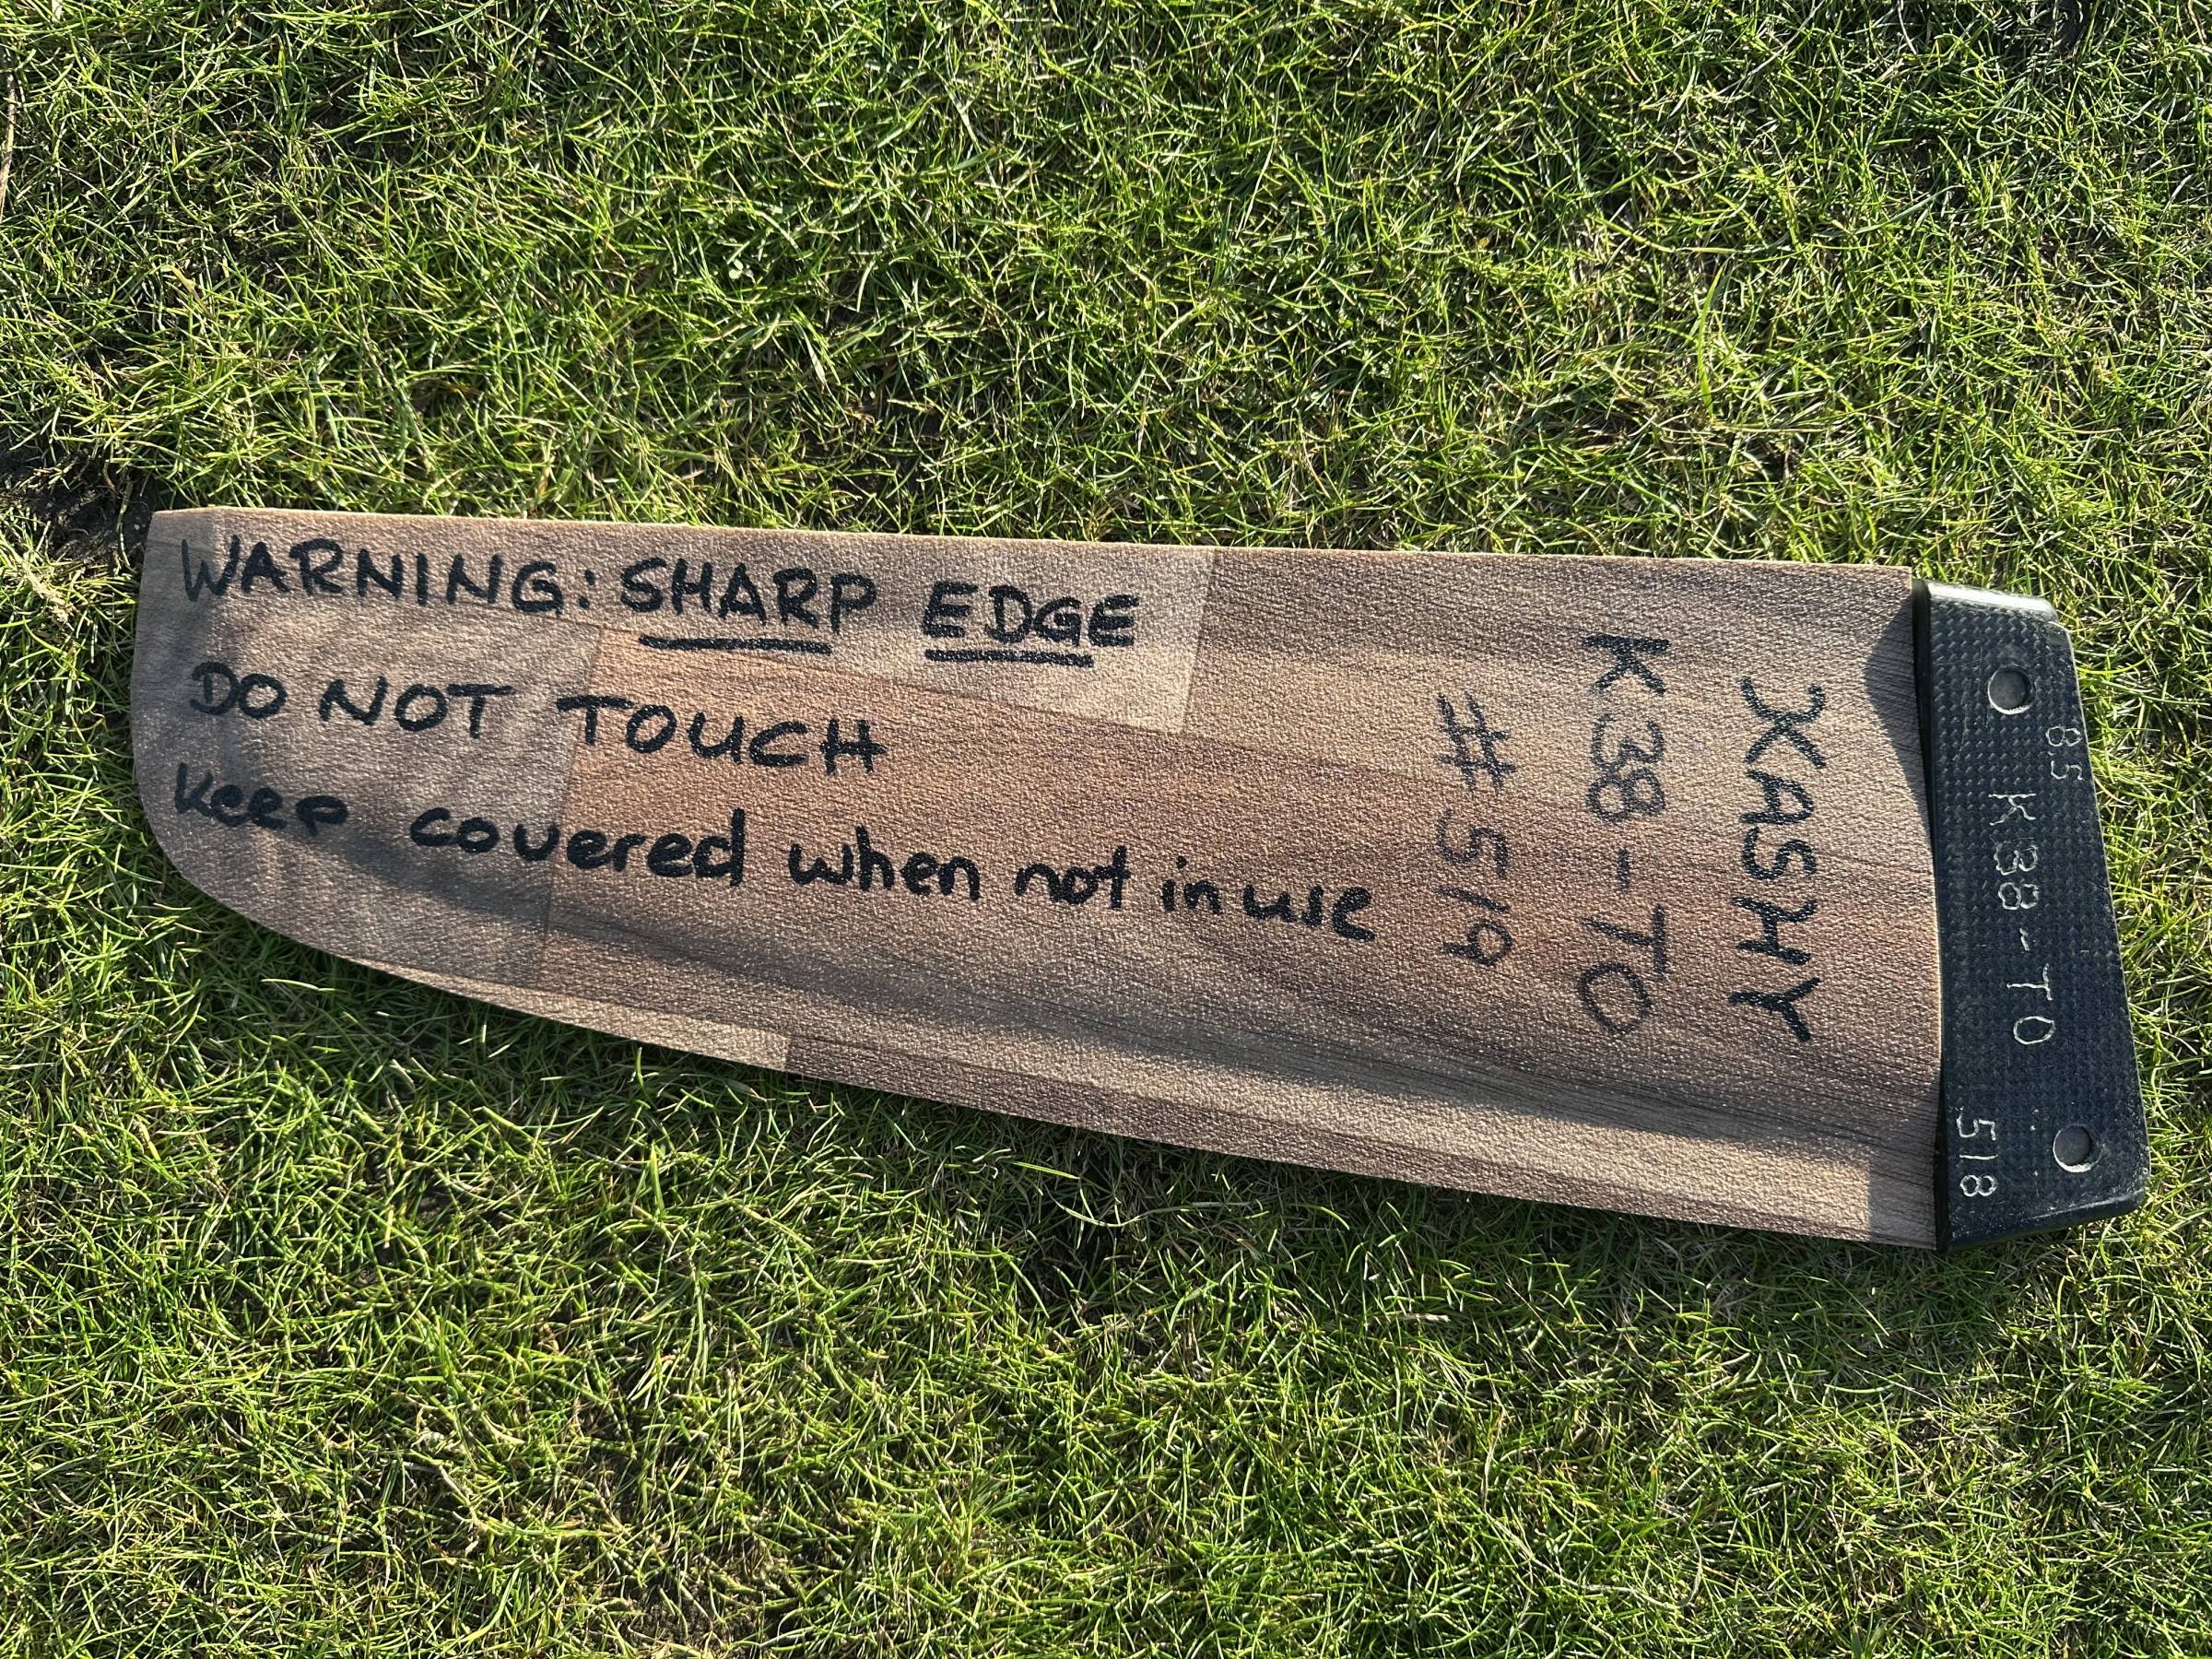 WARNING: SHARP EDGE
DO NOT TOUCH
Keep covered when not in use
KASHY
K38-TO
#519
85 K38-TO 518